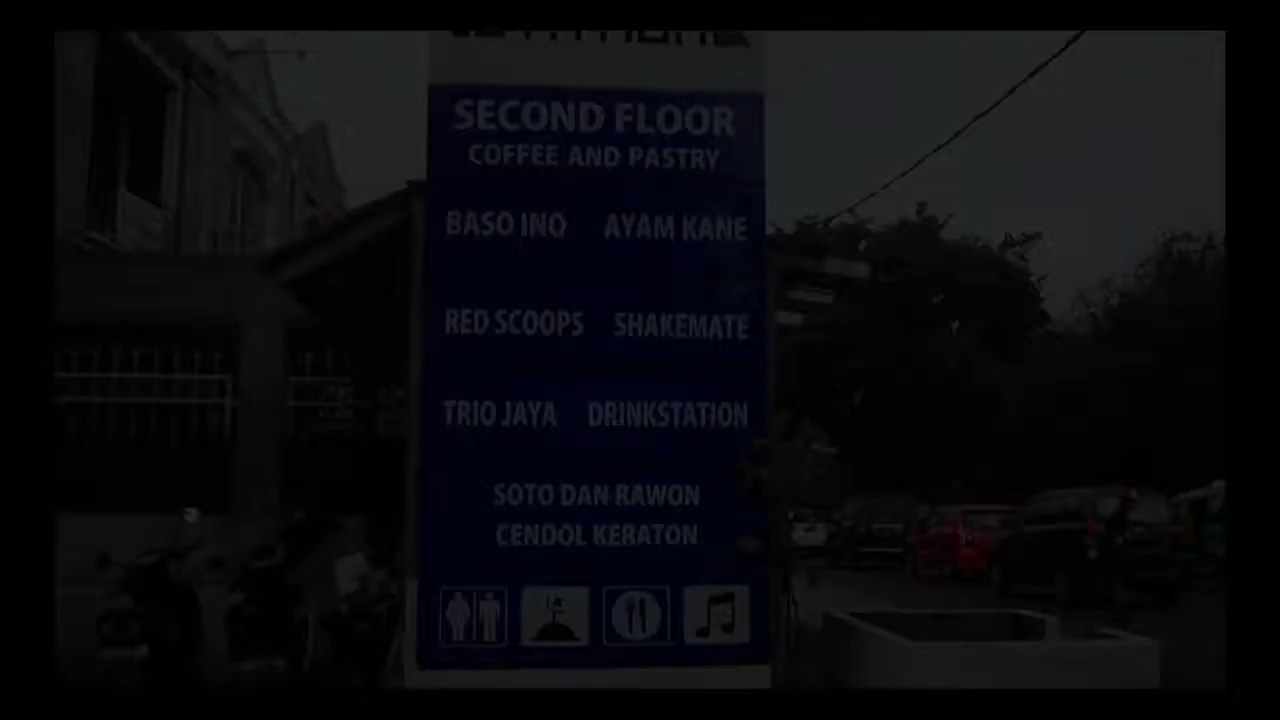 SECOND FLOOR
COFFEE AND PASTRY
BASO INO AYAM KANE
RED SCOOPS SHAKEMATE
TRIO JAYA DRINKSTATION
SOTO DAN RAWON
CENDOL KERATON